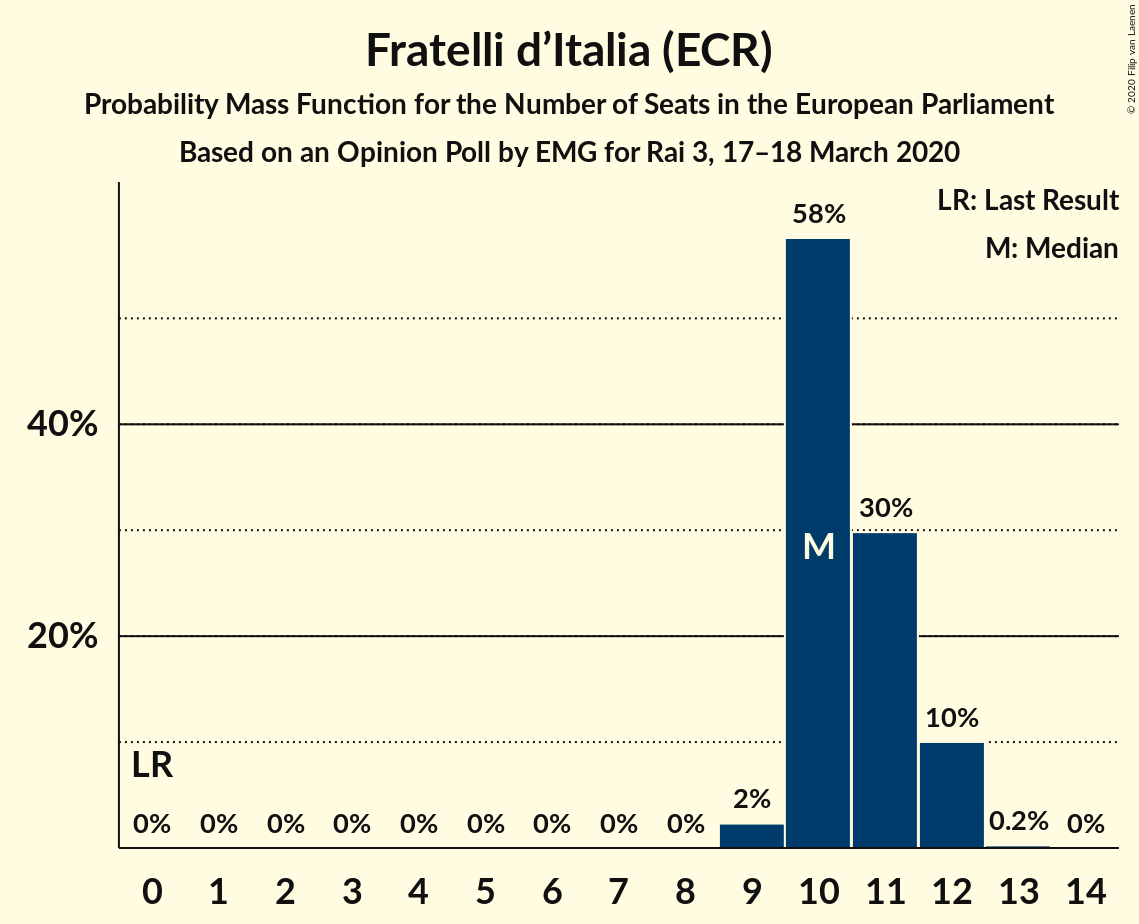 Fratelli d’Italia (ECR)
Probability Mass Function for the Number of Seats in the European Parliament
Based on an Opinion Poll by EMG for Rai 3, 17–18 March 2020
© 2020 Filip van Laenen
LR: Last Result
M: Median
58%
40%
30%
M
20%
10%
LR
2%
0% 0% 0% 0% 0% 0% 0% 0% 0% 0.2% 0%
0 1 2 3 4 5 6 7 8 9 10 11 12 13 14